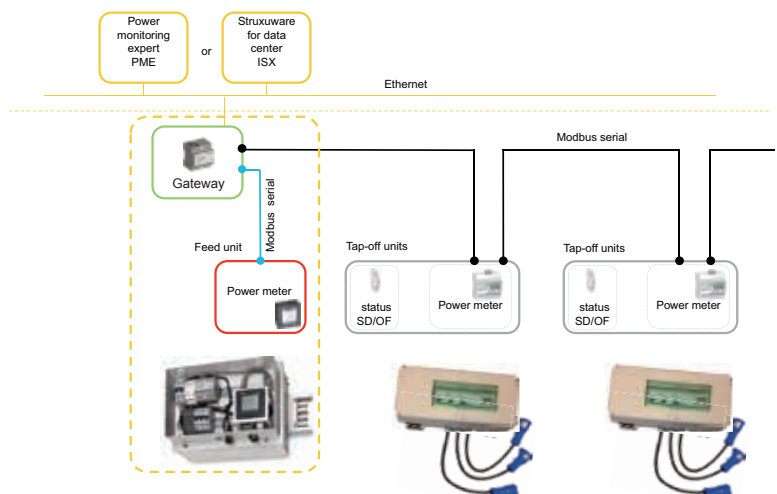 Power
monitoring
expert
PME
or
Struxuware
for data
center
ISX
Ethernet
Gateway
Modbus serial
Modbus serial
Feed unit
Tap-off units
Tap-off units
Power meter
status
SD/OF
Power meter
status
SD/OF
Power meter